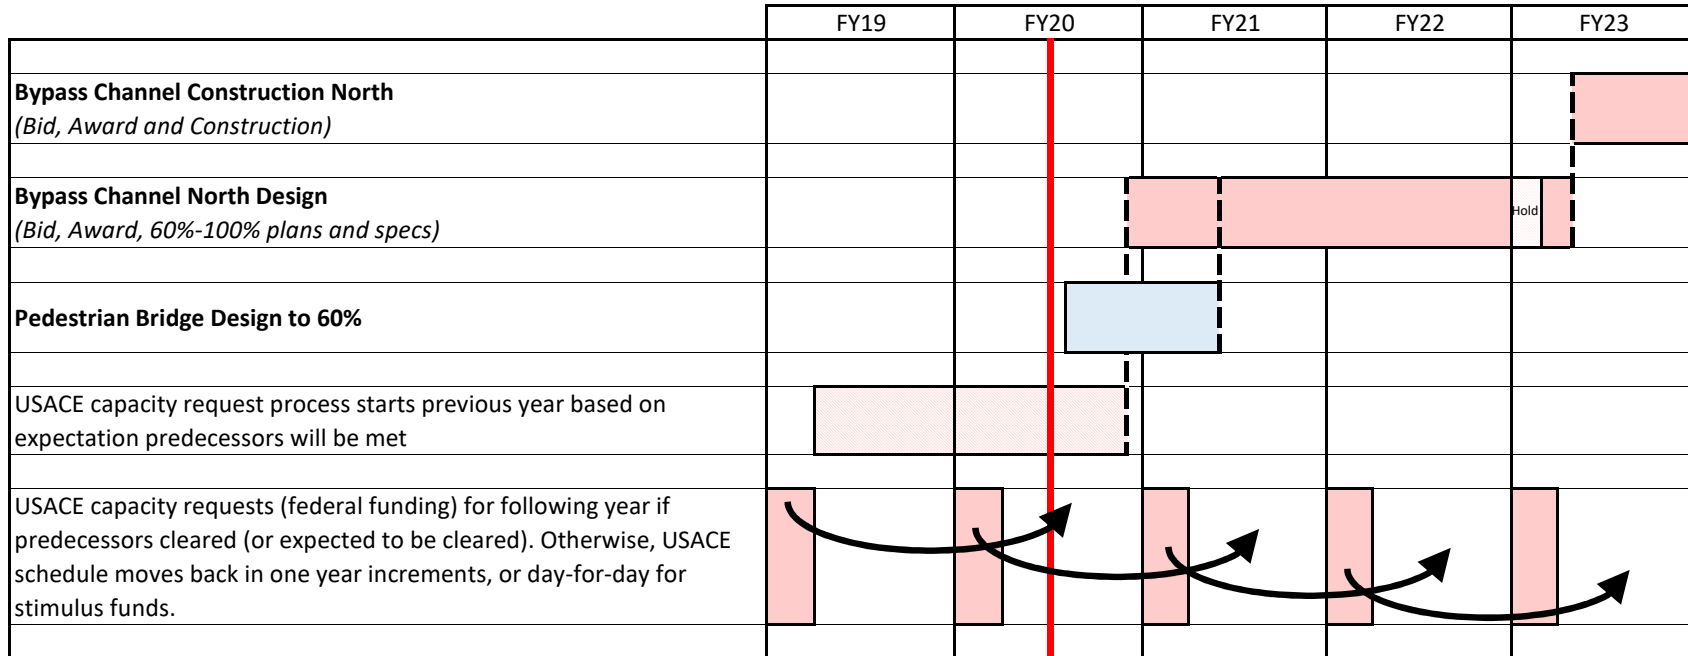 FY19 FY20 FY21 FY22 FY23
Bypass Channel Construction North
(Bid, Award and Construction)
Bypass Channel North Design
(Bid, Award, 60%-100% plans and specs)
Hold
Pedestrian Bridge Design to 60%
USACE capacity request process starts previous year based on
expectation predecessors will be met
USACE capacity requests (federal funding) for following year if
predecessors cleared (or expected to be cleared). Otherwise, USACE
schedule moves back in one year increments, or day-for-day for
stimulus funds.